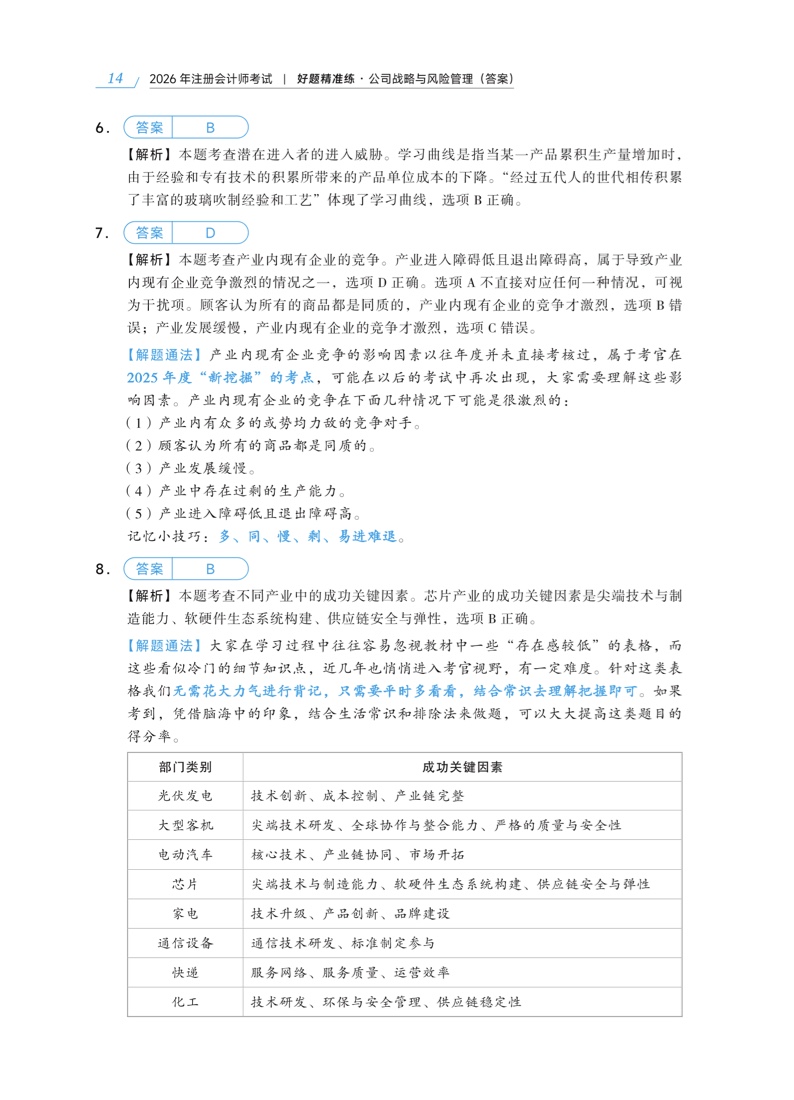 14 2026 年注册会计师考试 | 好题精准练·公司战略与风险管理（答案）
6. 答案 B
【解析】本题考查潜在进入者的进入威胁。学习曲线是指当某一产品累积生产量增加时，
由于经验和专有技术的积累所带来的产品单位成本的下降。“经过五代人的世代相传积累
了丰富的玻璃吹制经验和工艺”体现了学习曲线，选项 B 正确。
7. 答案 D
【解析】本题考查产业内现有企业的竞争。产业进入障碍低且退出障碍高，属于导致产业
内现有企业竞争激烈的情况之一，选项 D 正确。选项 A 不直接对应任何一种情况，可视
为干扰项。顾客认为所有的商品都是同质的，产业内现有企业的竞争才激烈，选项 B 错
误；产业发展缓慢，产业内现有企业的竞争才激烈，选项 C 错误。
【解题通法】产业内现有企业竞争的影响因素以往年度并未直接考核过，属于考官在
2025 年度“新挖掘”的考点，可能在以后的考试中再次出现，大家需要理解这些影
响因素。产业内现有企业的竞争在下面几种情况下可能是很激烈的：
（1）产业内有众多的或势均力敌的竞争对手。
（2）顾客认为所有的商品都是同质的。
（3）产业发展缓慢。
（4）产业中存在过剩的生产能力。
（5）产业进入障碍低且退出障碍高。
记忆小技巧：多、同、慢、剩、易进难退。
8. 答案 B
【解析】本题考查不同产业中的成功关键因素。芯片产业的成功关键因素是尖端技术与制
造能力、软硬件生态系统构建、供应链安全与弹性，选项 B 正确。
【解题通法】大家在学习过程中往往容易忽视教材中一些“存在感较低”的表格，而
这些看似冷门的细节知识点，近几年也悄悄进入考官视野，有一定难度。针对这类表
格我们无需花大力气进行背记，只需要平时多看看，结合常识去理解把握即可。如果
考到，凭借脑海中的印象，结合生活常识和排除法来做题，可以大大提高这类题目的
得分率。
部门类别 成功关键因素
光伏发电 技术创新、成本控制、产业链完整
大型客机 尖端技术研发、全球协作与整合能力、严格的质量与安全性
电动汽车 核心技术、产业链协同、市场开拓
芯片 尖端技术与制造能力、软硬件生态系统构建、供应链安全与弹性
家电 技术升级、产品创新、品牌建设
通信设备 通信技术研发、标准制定参与
快递 服务网络、服务质量、运营效率
化工 技术研发、环保与安全管理、供应链稳定性